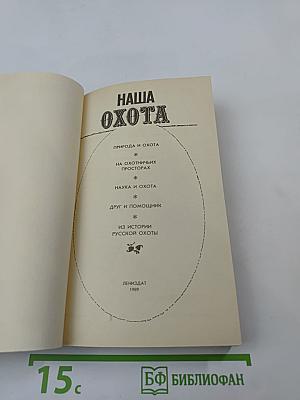 НАША
ОХОТА
ПРИРОДА И ОХОТА
НА ОХОТНИЧЬИХ
ПРОСТОРАХ
НАУКА И ОХОТА
ДРУГ И ПОМОЩНИК
ИЗ ИСТОРИИ
РУССКОЙ ОХОТЫ
ЛЕНИЗДАТ
1989
15 с
БФ БИБЛИОФАН